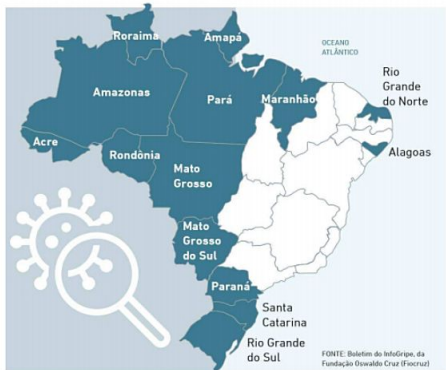 Roraima
Amapá
OCEANO
ATLÂNTICO
Rio
Grande
do Norte
Amazonas
Pará
Maranhão
Alagoas
Acre
Rondônia
Mato
Grosso
Mato
Grosso
do Sul
Paraná
Santa
Catarina
Rio Grande
do Sul
FONTE: Boletim do InfoGripe, da
Fundação Oswaldo Cruz (Fiocruz)